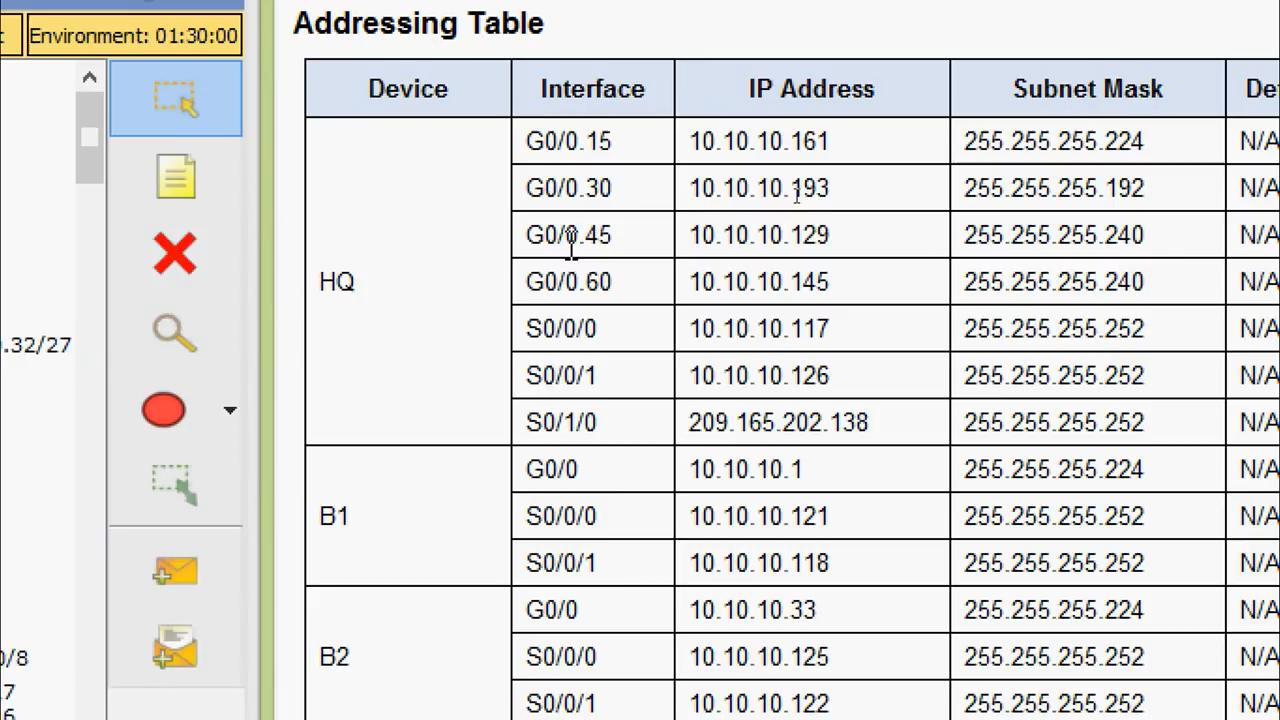 Environment: 01:30:00
.32/27
0/8
Addressing Table
Device Interface IP Address Subnet Mask De
HQ
G0/0.15 10.10.10.161 255.255.255.224 N/A
G0/0.30 10.10.10.193 255.255.255.192 N/A
G0/0.45 10.10.10.129 255.255.255.240 N/A
G0/0.60 10.10.10.145 255.255.255.240 N/A
S0/0/0 10.10.10.117 255.255.255.252 N/A
S0/0/1 10.10.10.126 255.255.255.252 N/A
S0/1/0 209.165.202.138 255.255.255.252 N/A
B1
G0/0 10.10.10.1 255.255.255.224 N/A
S0/0/0 10.10.10.121 255.255.255.252 N/A
S0/0/1 10.10.10.118 255.255.255.252 N/A
B2
G0/0 10.10.10.33 255.255.255.224 N/A
S0/0/0 10.10.10.125 255.255.255.252 N/A
S0/0/1 10.10.10.122 255.255.255.252 N/A